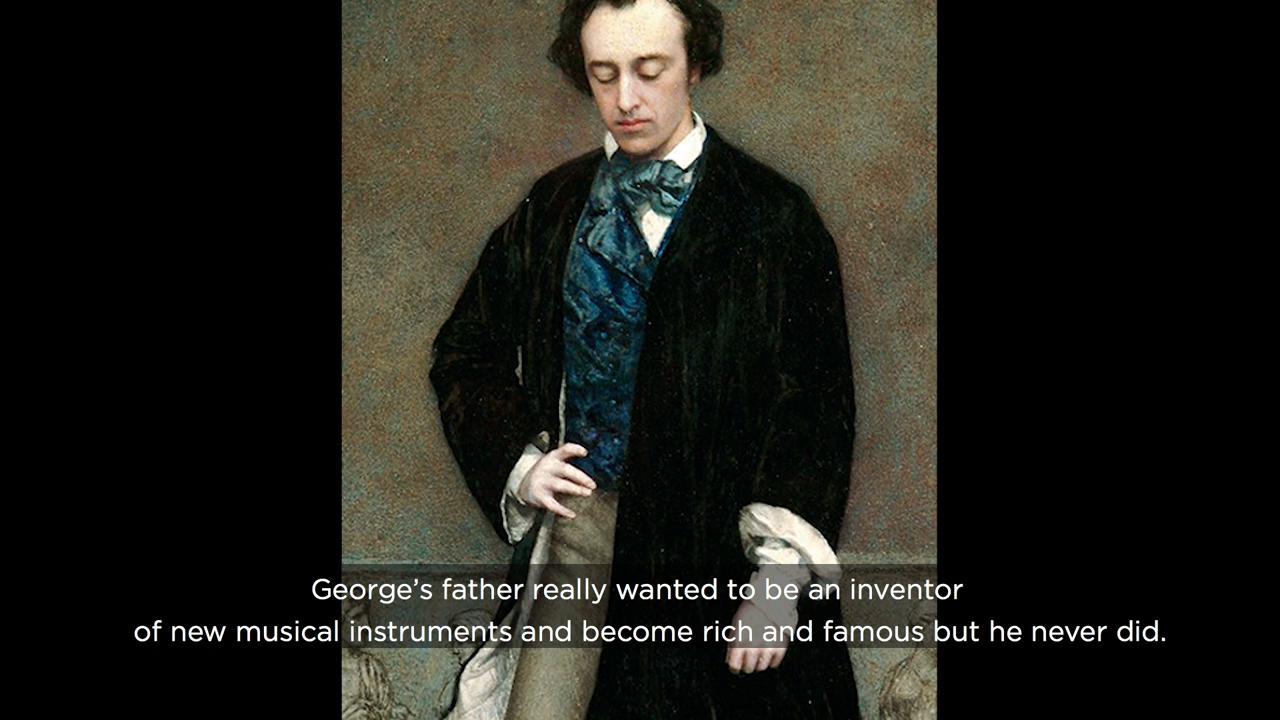 George’s father really wanted to be an inventor
of new musical instruments and become rich and famous but he never did.